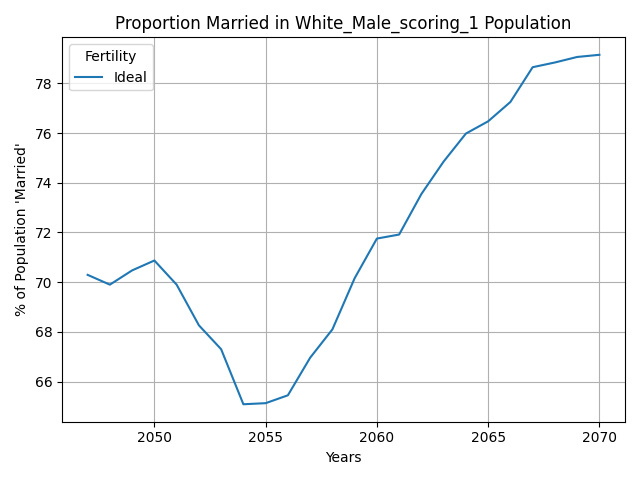 Proportion Married in White_Male_scoring_1 Population
Fertility
Ideal
% of Population 'Married'
78
76
74
72
70
68
66
2050 2055 2060 2065 2070
Years